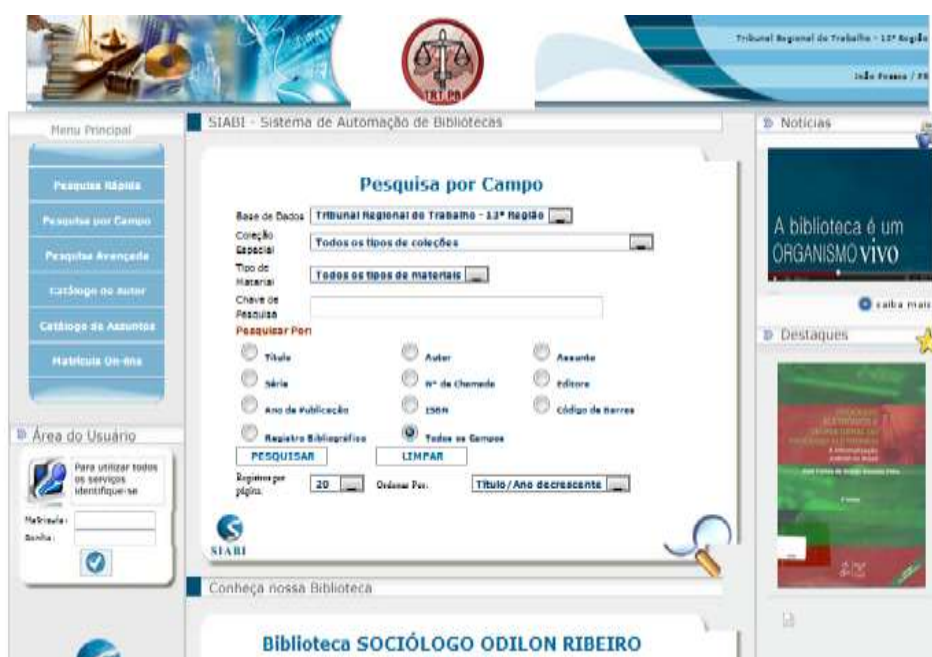 Tribunal Regional do Trabalho - 13ª Região
João Pessoa / PB
TRT PB
Menu Principal
Pesquisa Rápida
Pesquisa por Campo
Pesquisa Avançada
Catálogo de Autor
Catálogo de Assuntos
Matrícula On-line
Área do Usuário
Para utilizar todos
os serviços
identifique-se
Matrícula:
Senha:
SIABI - Sistema de Automação de Bibliotecas
Pesquisa por Campo
Base de Dados Tribunal Regional do Trabalho - 13ª Região
Coleção
Especial
Todos os tipos de coleções
Tipo de
Material
Todos os tipos de materiais
Chave de
Pesquisa
Pesquisar Por:
Título Autor Assunto
Série Nº de Chamada Editora
Ano de Publicação ISBN Código de Barras
Registro Bibliográfico Todos os Campos
PESQUISAR LIMPAR
Registros por
página:
20 Ordenar Por: Título/Ano decrescente
SIABI
Conheça nossa Biblioteca
Biblioteca SOCIÓLOGO ODILON RIBEIRO
Notícias
A biblioteca é um
ORGANISMO VIVO
saiba mais
Destaques